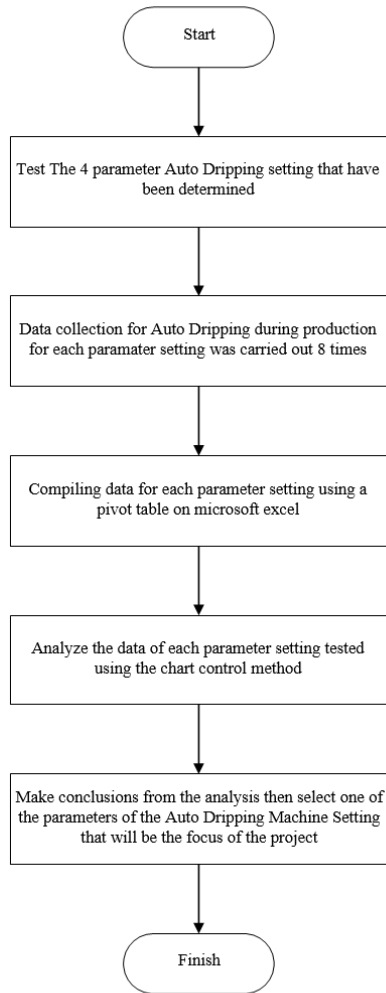 Start
Test The 4 parameter Auto Dripping setting that have
been determined
Data collection for Auto Dripping during production
for each paramater setting was carried out 8 times
Compiling data for each parameter setting using a
pivot table on microsoft excel
Analyze the data of each parameter setting tested
using the chart control method
Make conclusions from the analysis then select one of
the parameters of the Auto Dripping Machine Setting
that will be the focus of the project
Finish